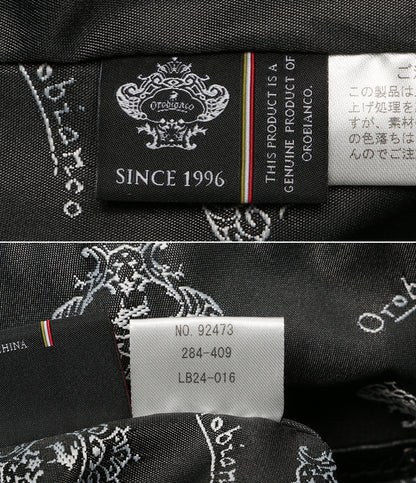 OROBIANCO
SINCE 1996
THIS PRODUCT IS A
GENUINE PRODUCT OF
OROBIANCO.
この製品は
上げ処理を
すが、素材
の色落ちは
んのでご注
Orobianco
CHINA
NO. 92473
284-409
LB24-016
Orob
obianco